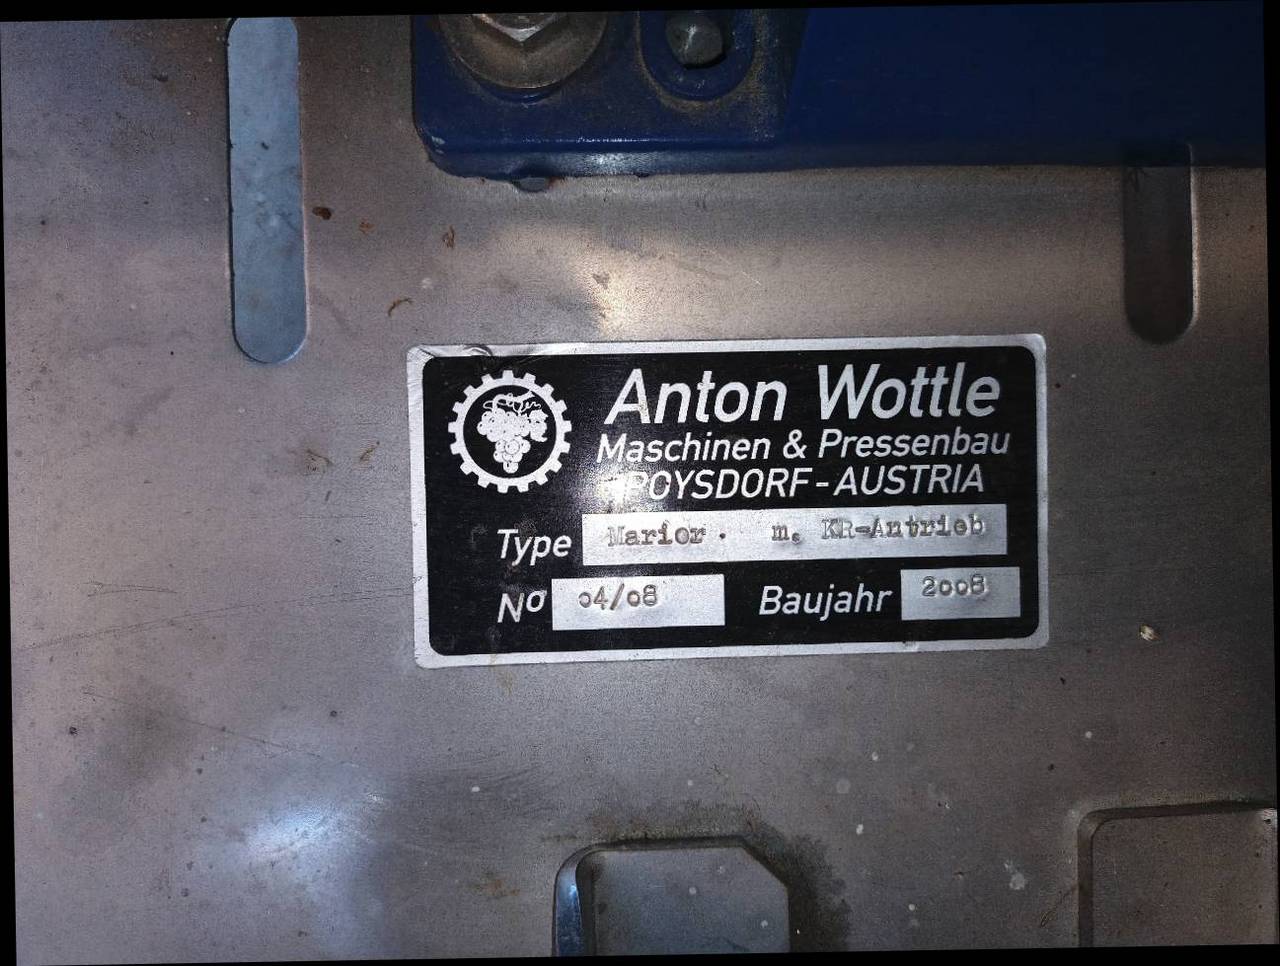 Anton Wottle
Maschinen & Pressenbau
POYSDORF-AUSTRIA
Type Marior. m. KR-Antrieb
No 04/08 Baujahr 2008